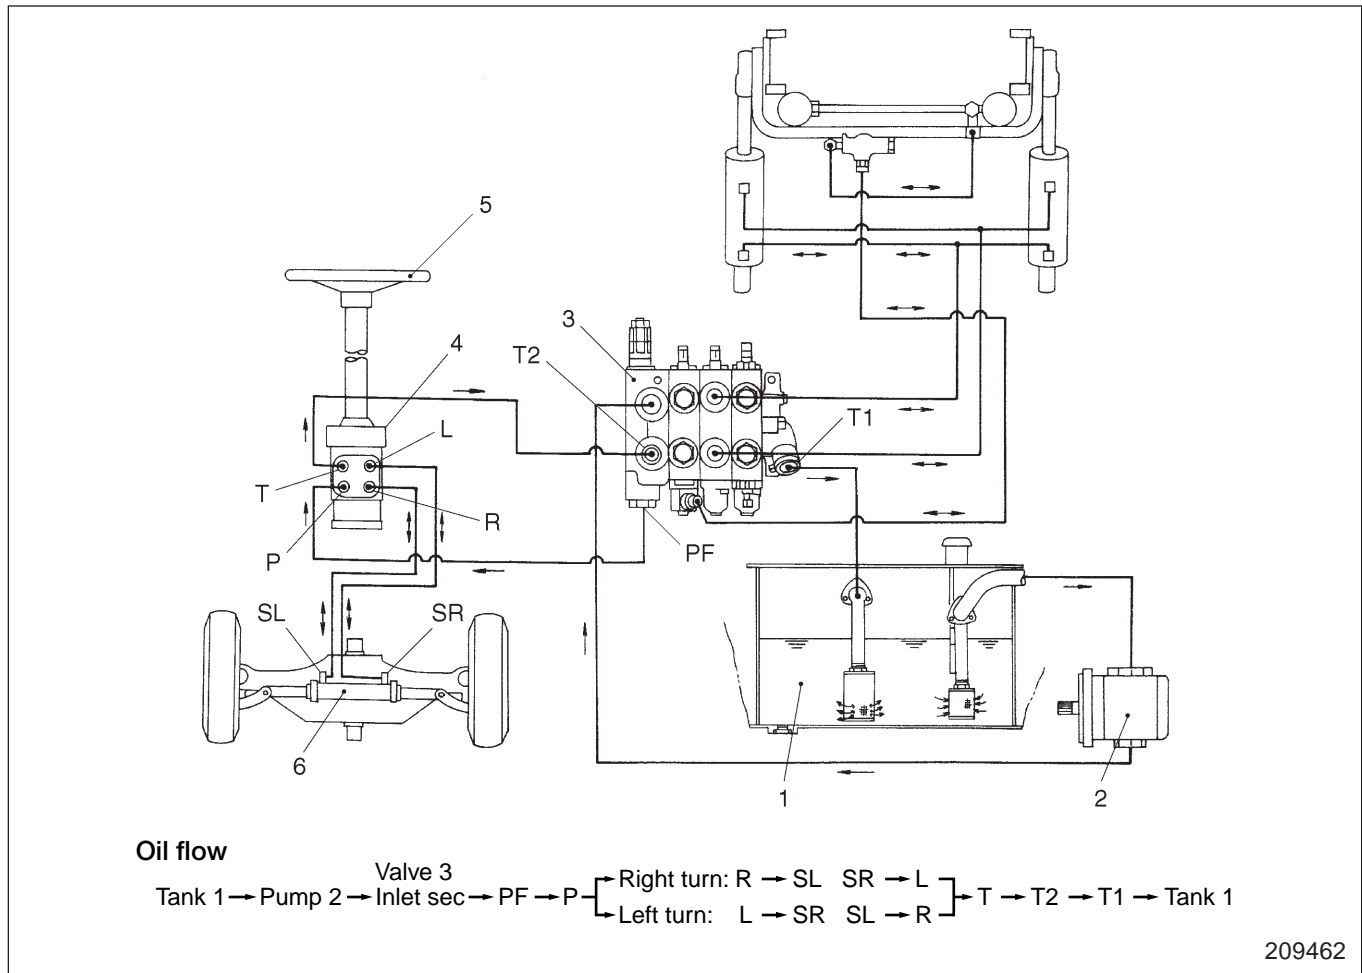 5
3
T2
4
L
T1
T
R
P
PF
SL
SR
6
1
2
Oil flow
Valve 3
Tank 1 → Pump 2 → Inlet sec → PF → P
Right turn: R → SL SR → L
Left turn: L → SR SL → R
→ T → T2 → T1 → Tank 1
209462